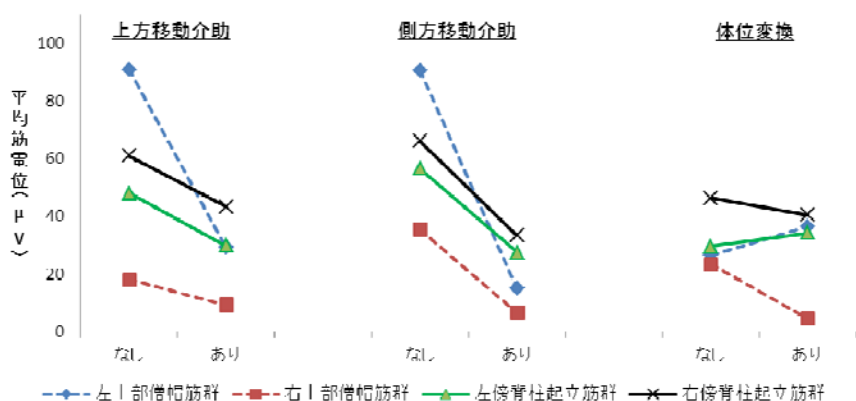 上方移動介助
側方移動介助
体位変換
平均筋電位(μV)
100
80
60
40
20
0
なし あり なし あり なし あり
左上部僧帽筋群 右上部僧帽筋群 左傍脊柱起立筋群 右傍脊柱起立筋群